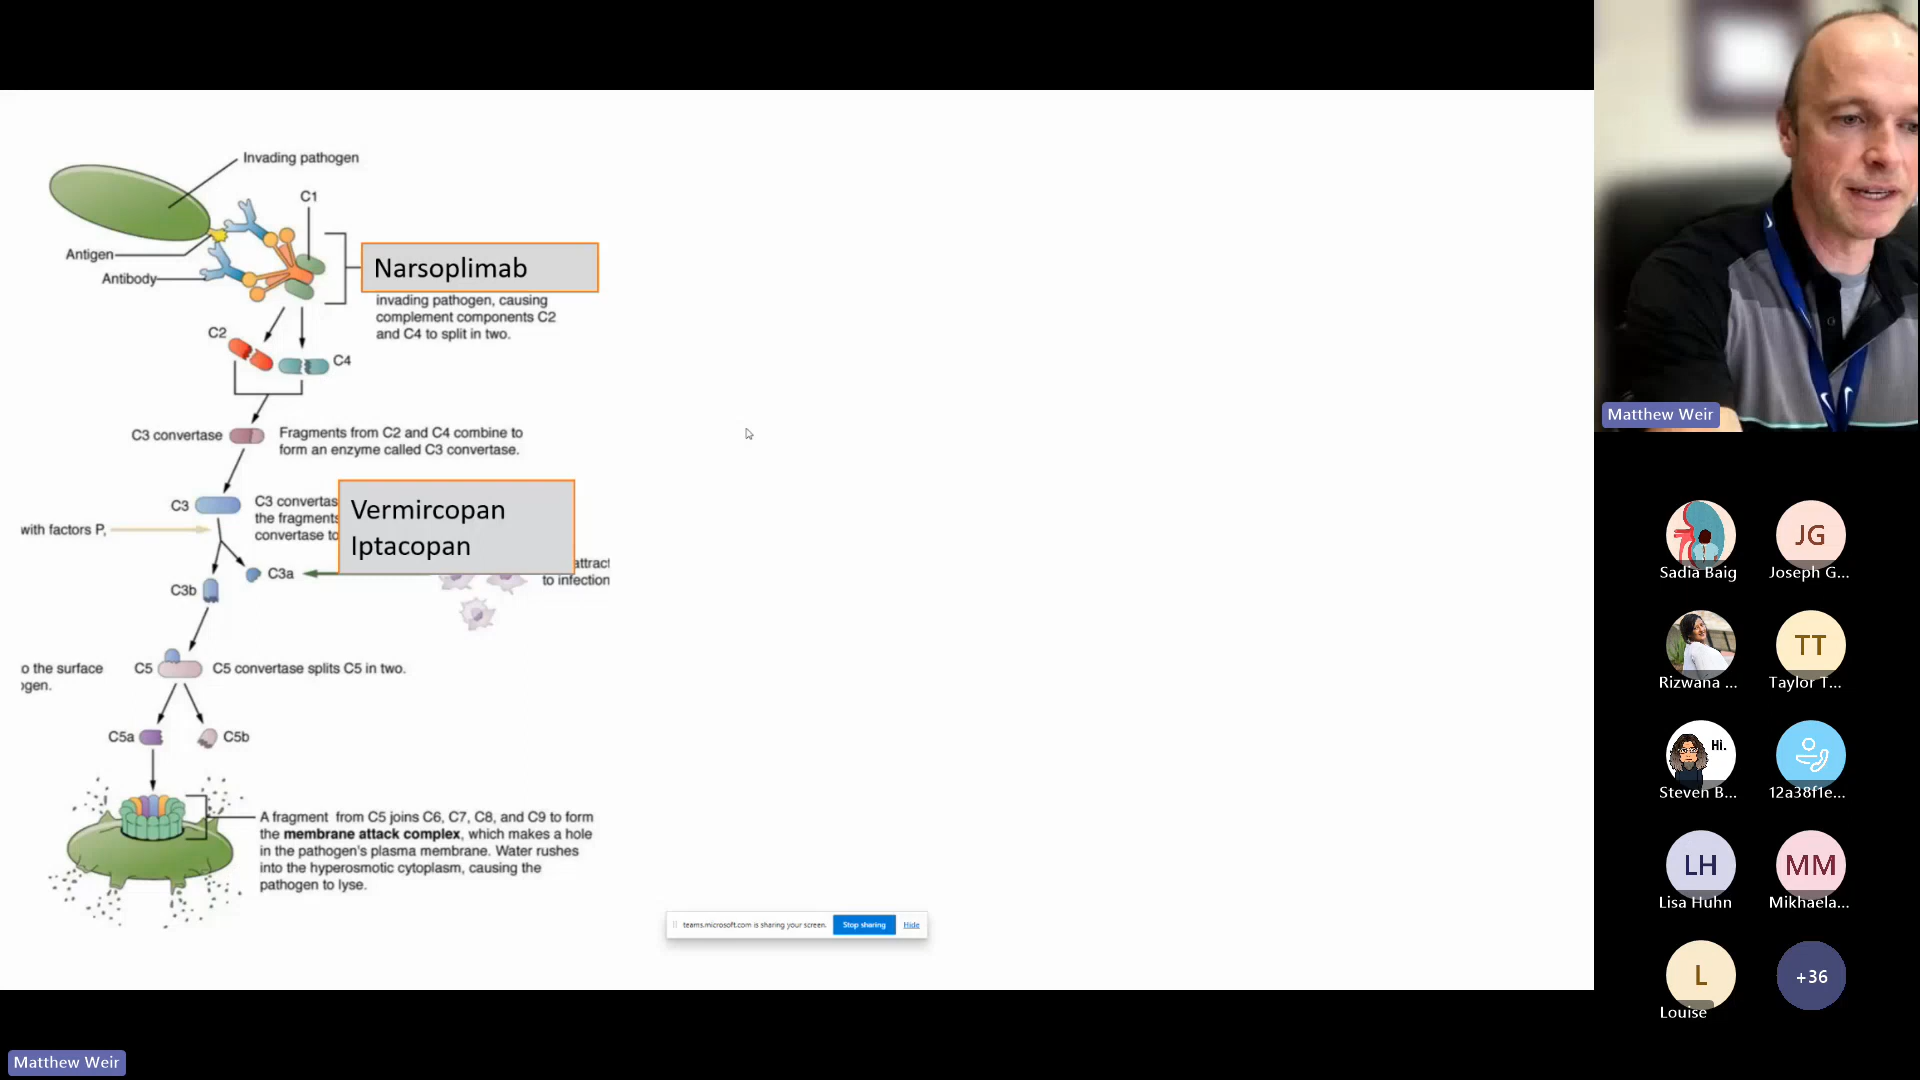 Invading pathogen
C1
Antigen
Antibody
Narsoplimab
invading pathogen, causing
complement components C2
and C4 to split in two.
C2
C4
C3 convertase
Fragments from C2 and C4 combine to
form an enzyme called C3 convertase.
C3
C3 convertas
the fragments
convertase to
Vermircopan
Iptacopan
with factors P,
attract
to infection
C3a
C3b
o the surface
ogen.
C5
C5 convertase splits C5 in two.
C5a
C5b
A fragment from C5 joins C6, C7, C8, and C9 to form
the membrane attack complex, which makes a hole
in the pathogen's plasma membrane. Water rushes
into the hyperosmotic cytoplasm, causing the
pathogen to lyse.
teams.microsoft.com is sharing your screen.
Stop sharing
Hide
Matthew Weir
Sadia Baig
JG
Joseph G...
Rizwana ...
TT
Taylor T...
Hi.
Steven B...
12a38f1e...
LH
Lisa Huhn
MM
Mikhaela...
L
Louise
+36
Matthew Weir